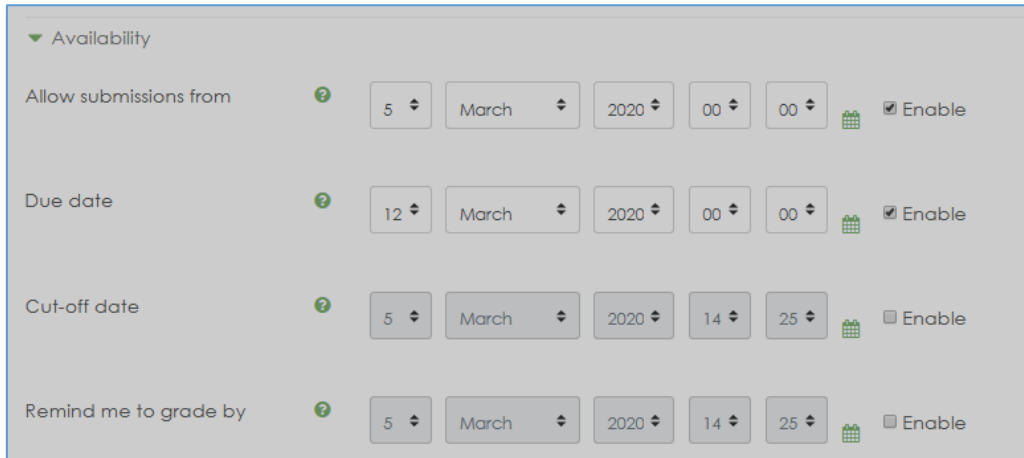 Availability
Allow submissions from 5 March 2020 00 00 Enable
Due date 12 March 2020 00 00 Enable
Cut-off date 5 March 2020 14 25 Enable
Remind me to grade by 5 March 2020 14 25 Enable